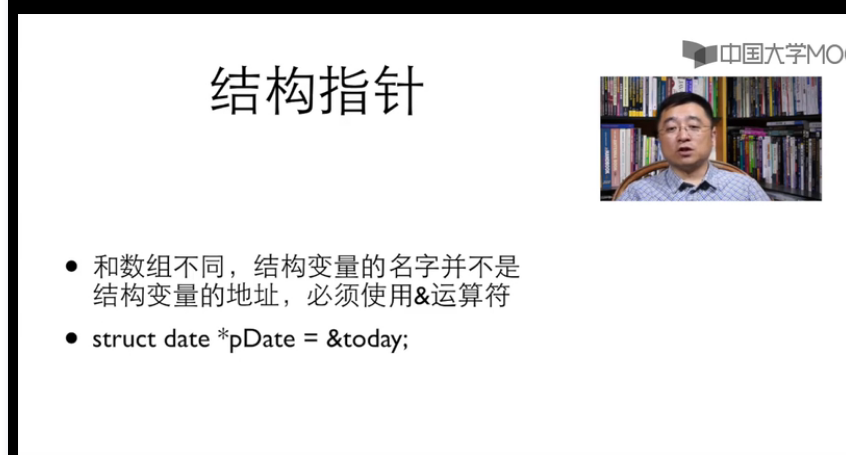 中国大学MOO
结构指针
和数组不同，结构变量的名字并不是
结构变量的地址，必须使用&运算符
struct date *pDate = &today;